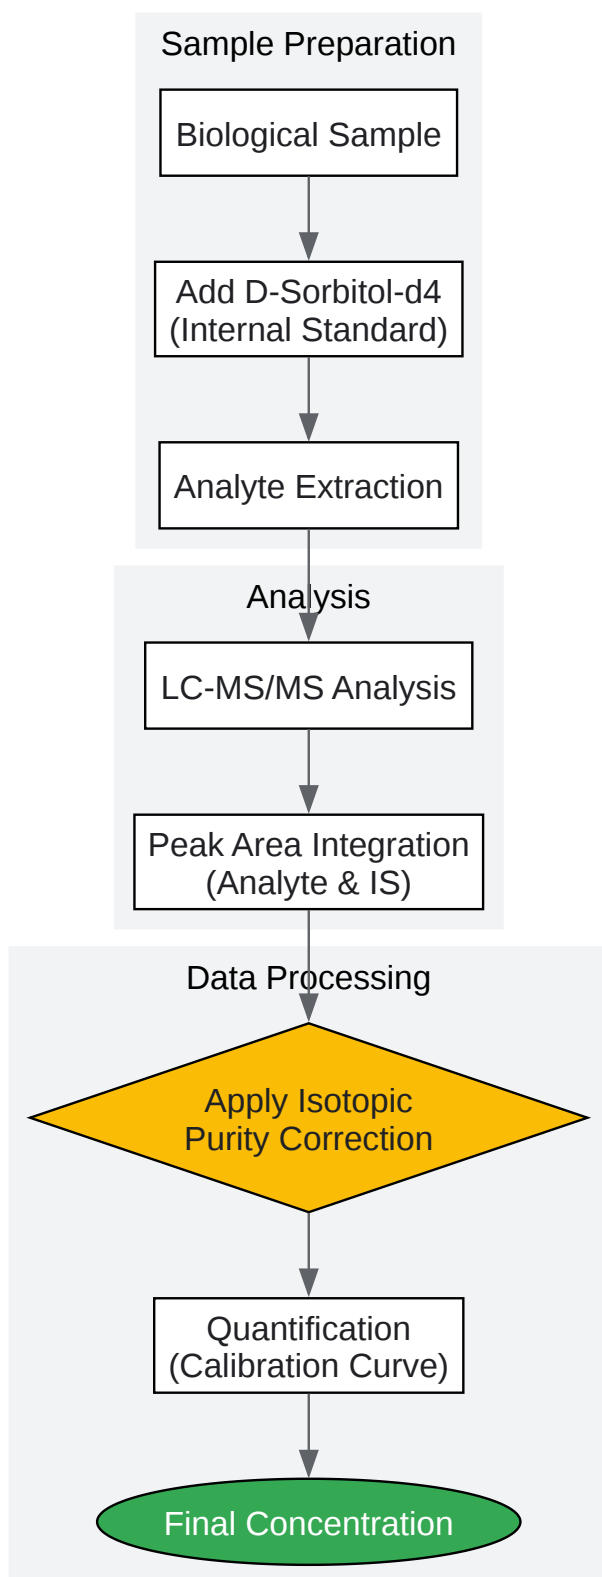 Sample Preparation
Biological Sample
Add D-Sorbitol-d4
(Internal Standard)
Analyte Extraction
Analysis
LC-MS/MS Analysis
Peak Area Integration
(Analyte & IS)
Data Processing
Apply Isotopic
Purity Correction
Quantification
(Calibration Curve)
Final Concentration